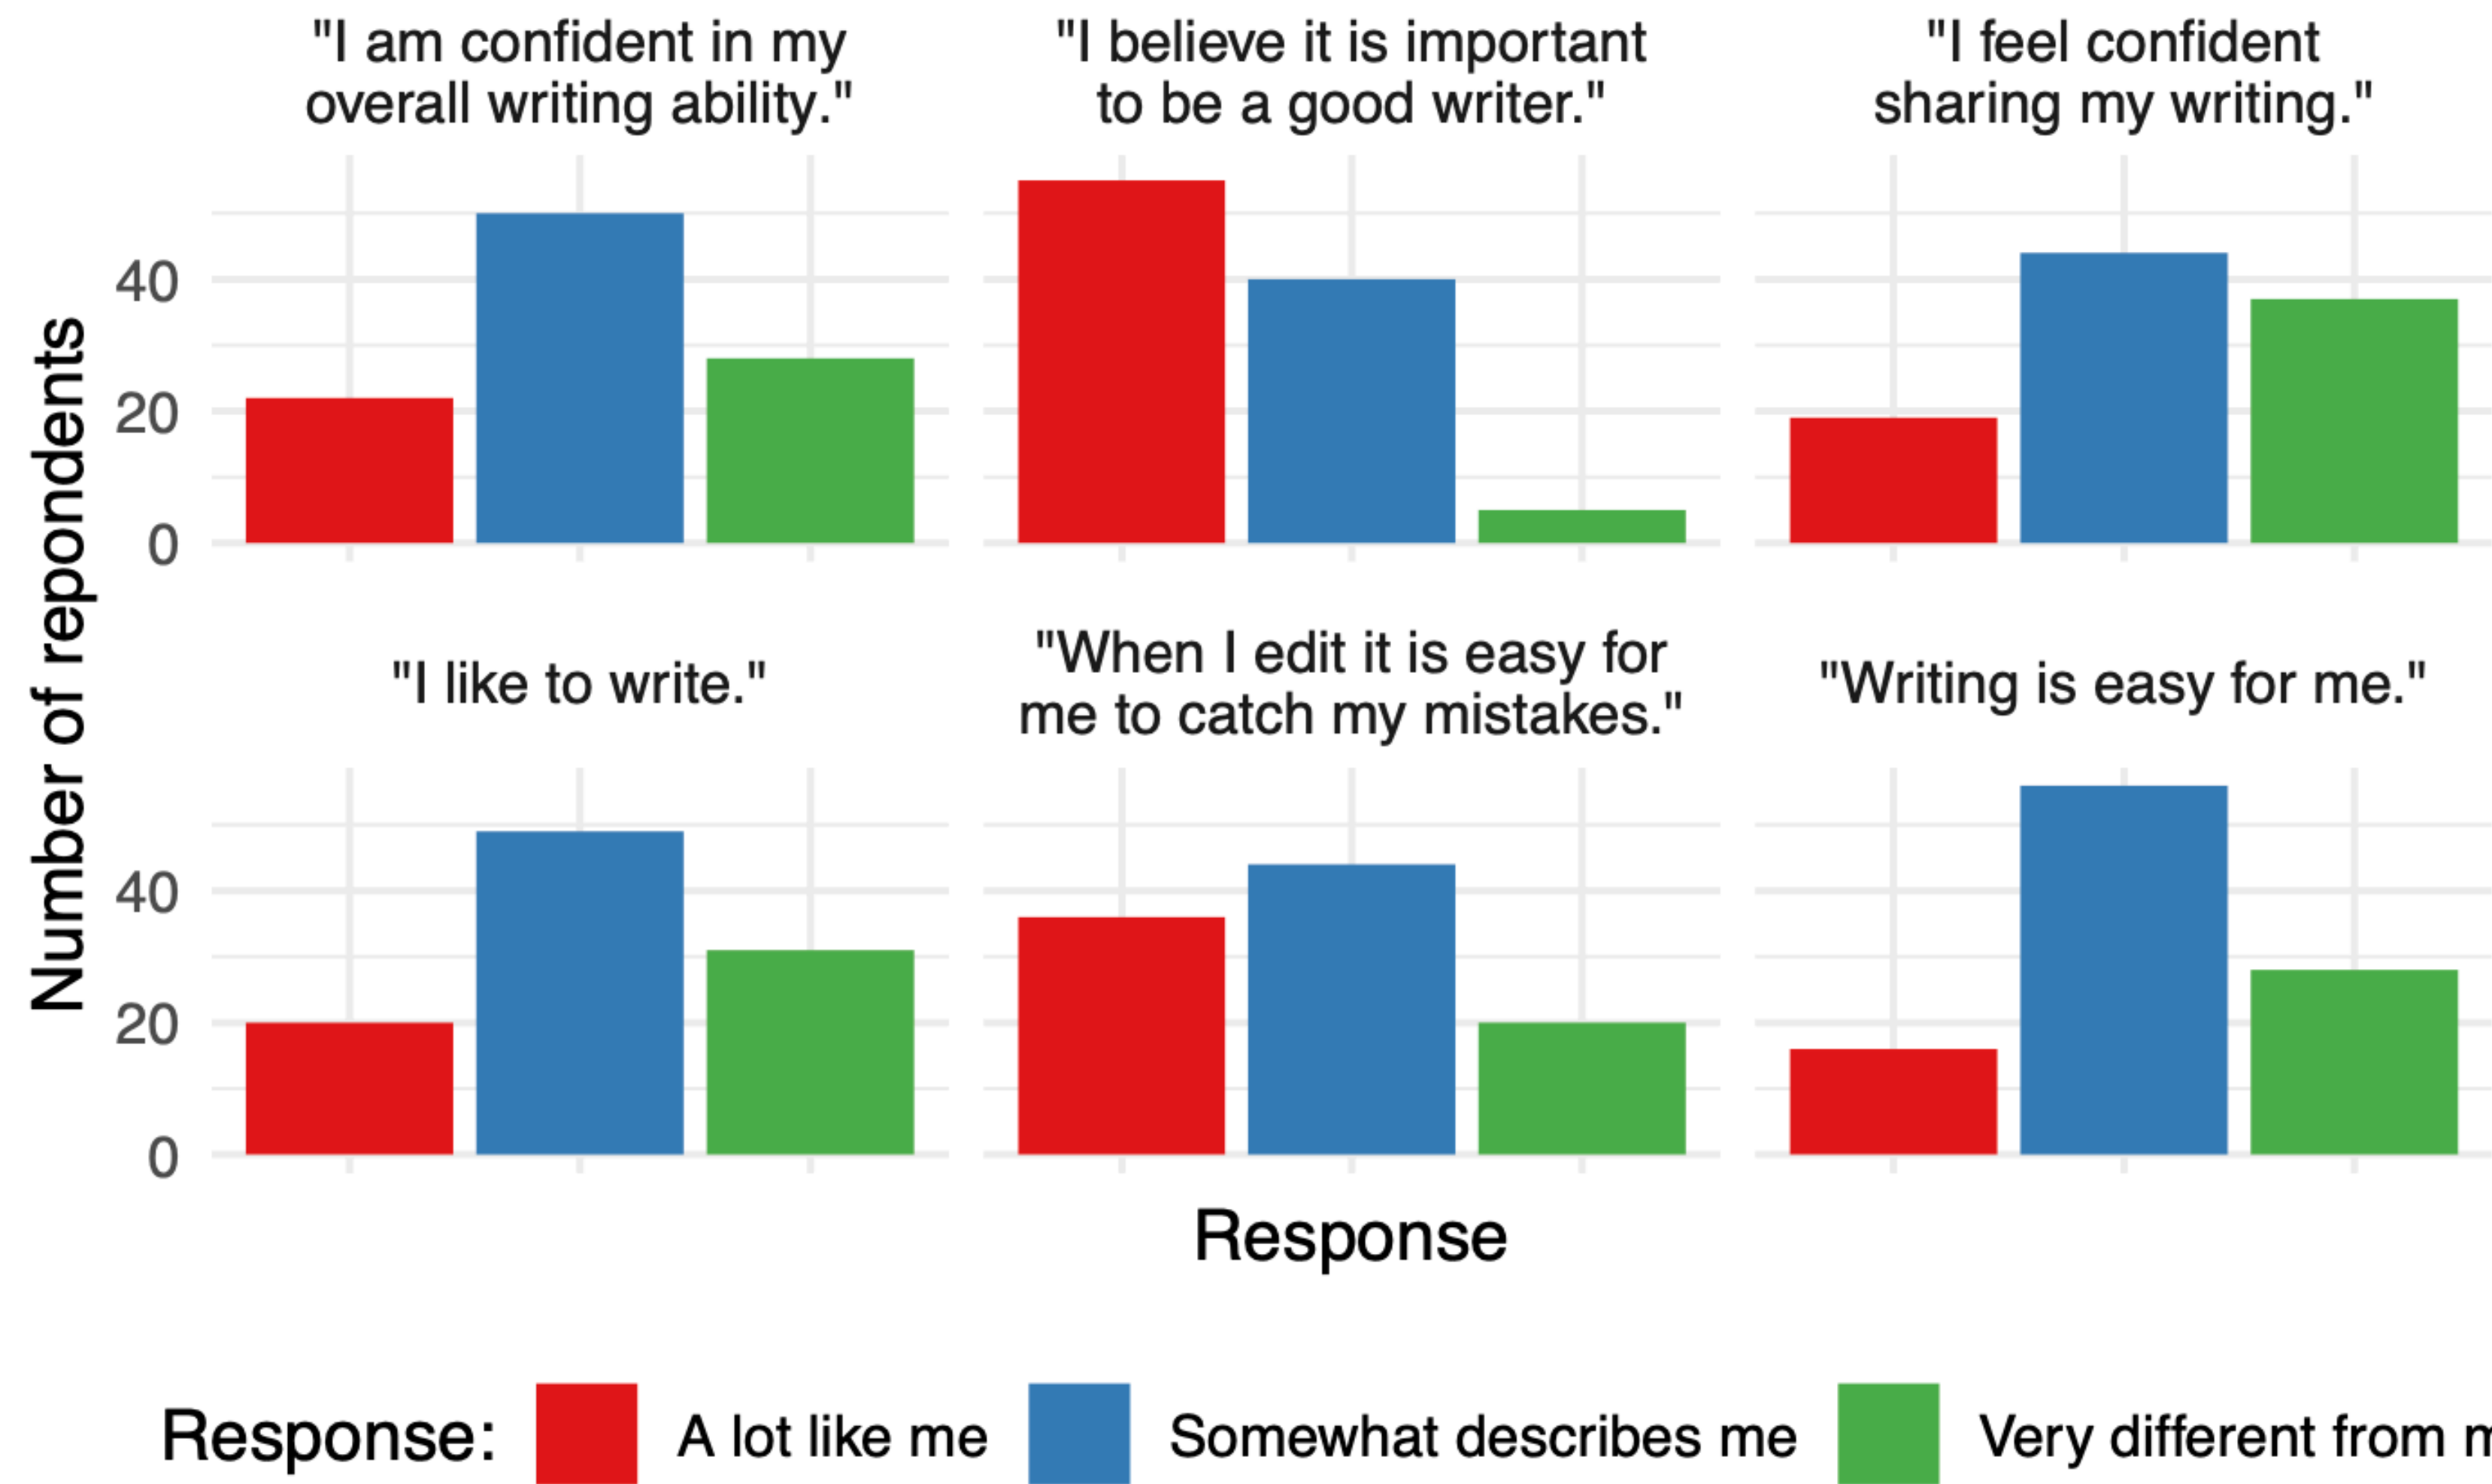 "I am confident in my
overall writing ability."
"I believe it is important
to be a good writer."
"I feel confident
sharing my writing."
40
20
0
Number of repondents
"I like to write."
"When I edit it is easy for
me to catch my mistakes."
"Writing is easy for me."
40
20
0
Response
Response:
A lot like me
Somewhat describes me
Very different from